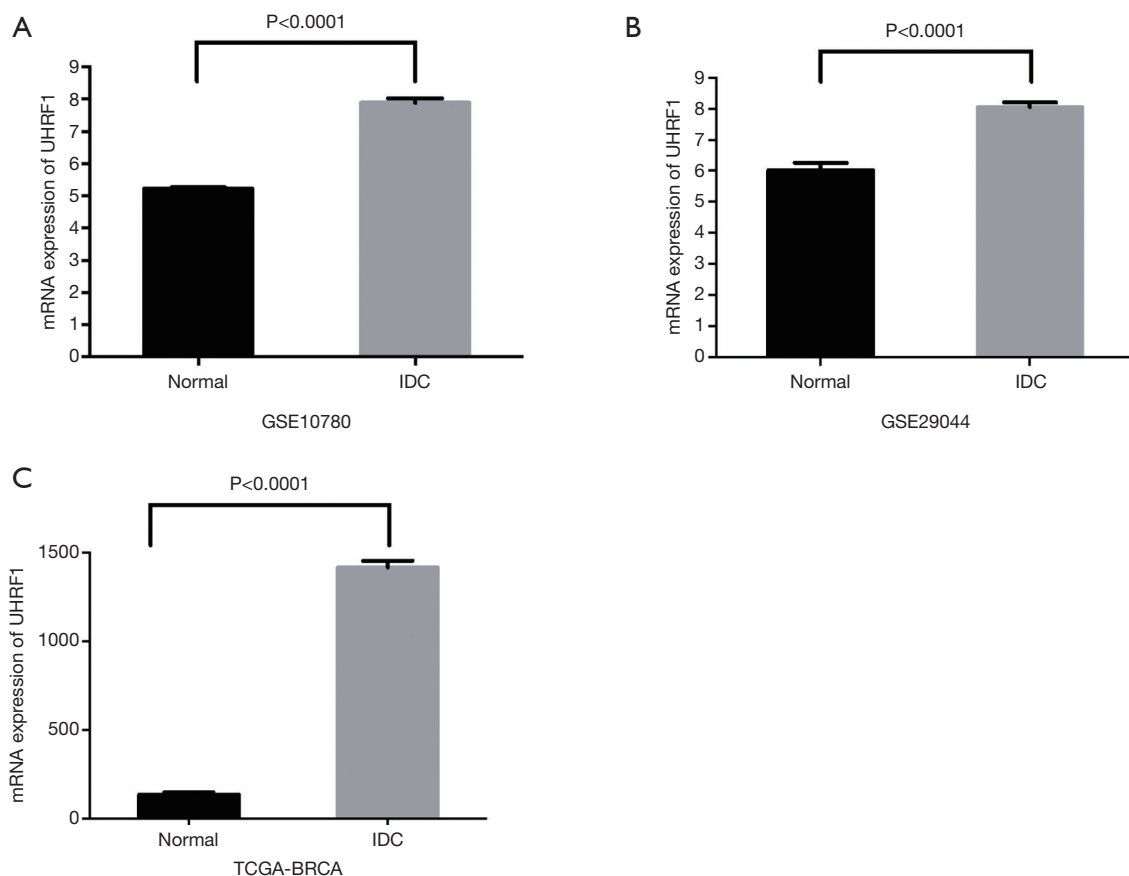 A
P<0.0001
mRNA expression of UHRF1
9
8
7
6
5
4
3
2
1
0
Normal IDC
GSE10780
B
P<0.0001
mRNA expression of UHRF1
9
8
7
6
5
4
3
2
1
0
Normal IDC
GSE29044
C
P<0.0001
mRNA expression of UHRF1
1500
1000
500
0
Normal IDC
TCGA-BRCA